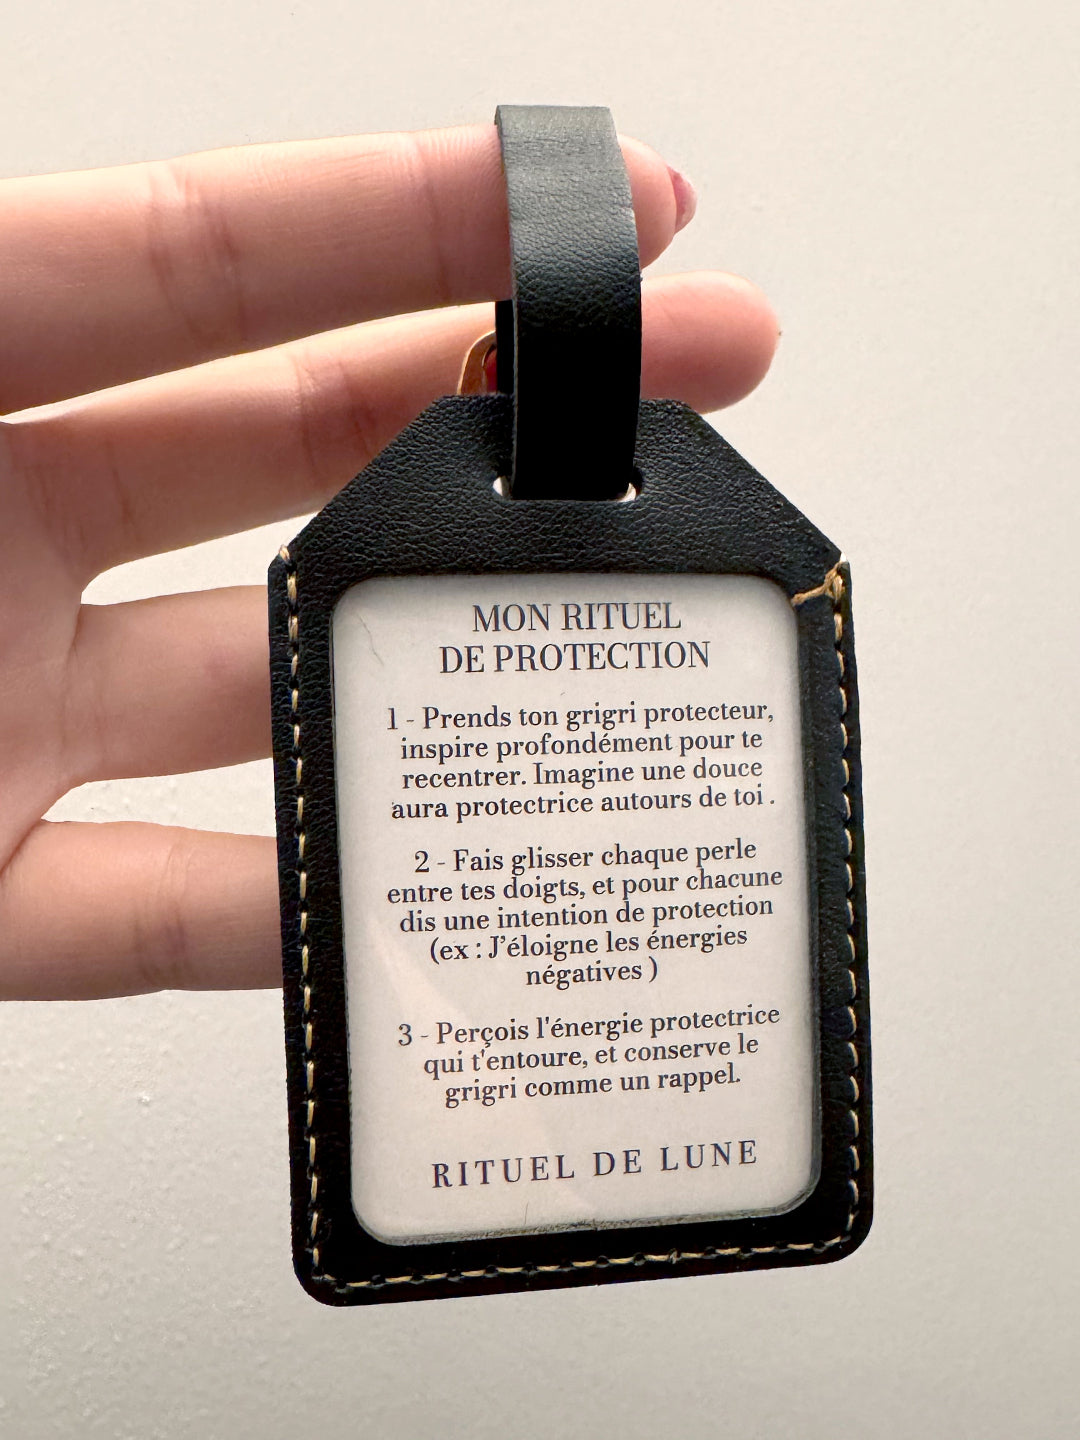 MON RITUEL
DE PROTECTION
1 - Prends ton grigri protecteur,
inspire profondément pour te
recentrer. Imagine une douce
aura protectrice autours de toi .
2 - Fais glisser chaque perle
entre tes doigts, et pour chacune
dis une intention de protection
(ex : J'éloigne les énergies
négatives )
3 - Perçois l'énergie protectrice
qui t'entoure, et conserve le
grigri comme un rappel.
RITUEL DE LUNE